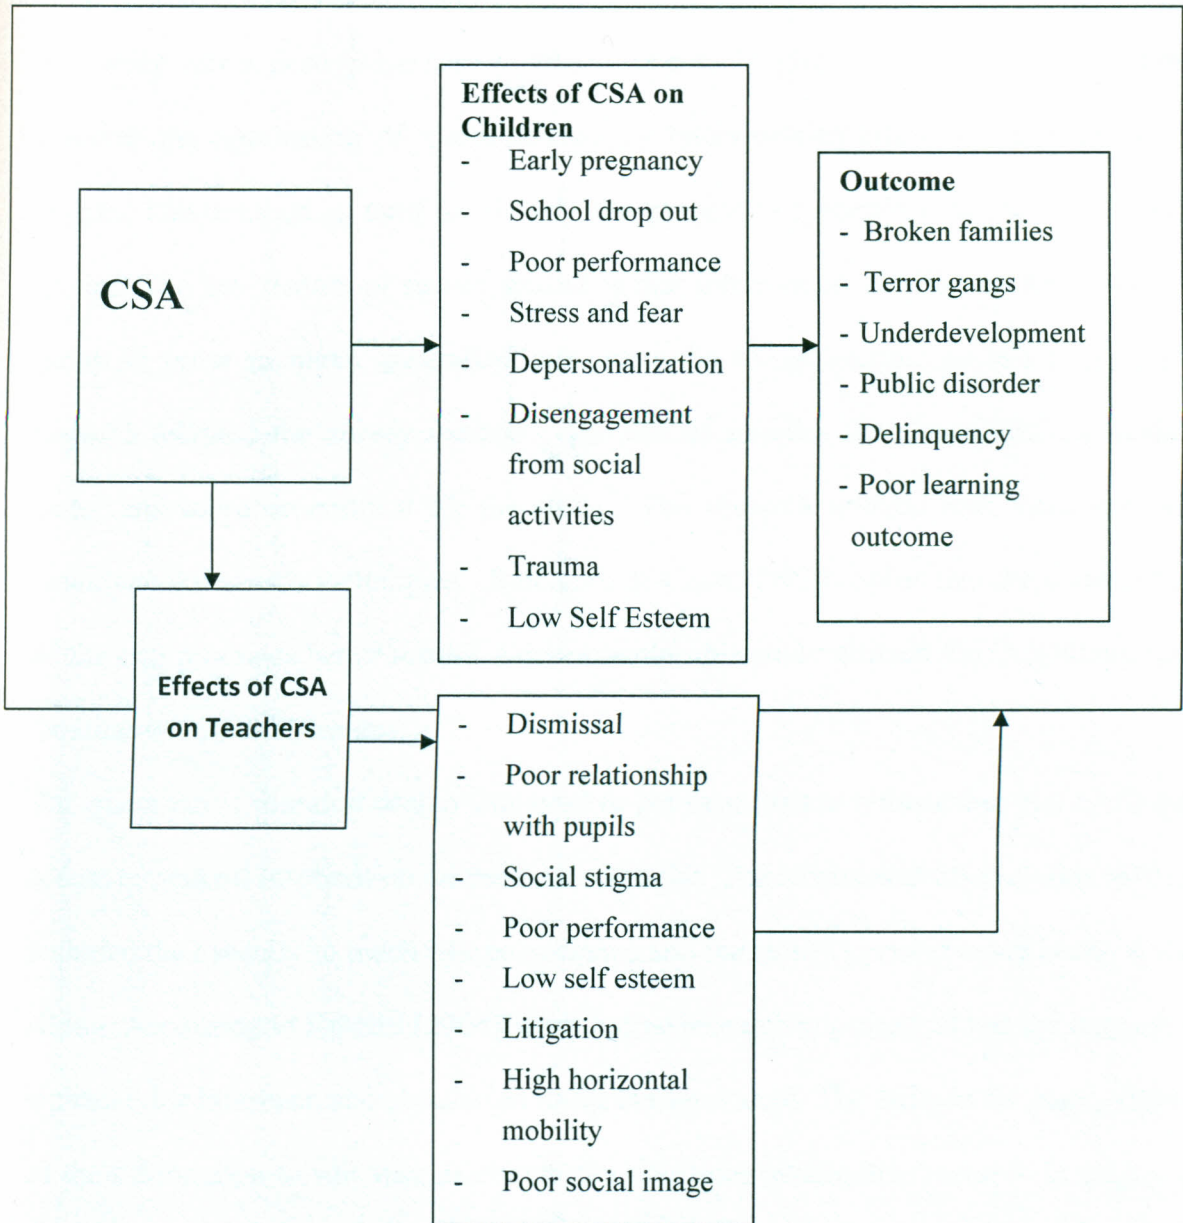 CSA
Effects of CSA on
Children
- Early pregnancy
- School drop out
- Poor performance
- Stress and fear
- Depersonalization
- Disengagement
from social
activities
- Trauma
- Low Self Esteem
Outcome
- Broken families
- Terror gangs
- Underdevelopment
- Public disorder
- Delinquency
- Poor learning
outcome
Effects of CSA
on Teachers
- Dismissal
- Poor relationship
with pupils
- Social stigma
- Poor performance
- Low self esteem
- Litigation
- High horizontal
mobility
- Poor social image